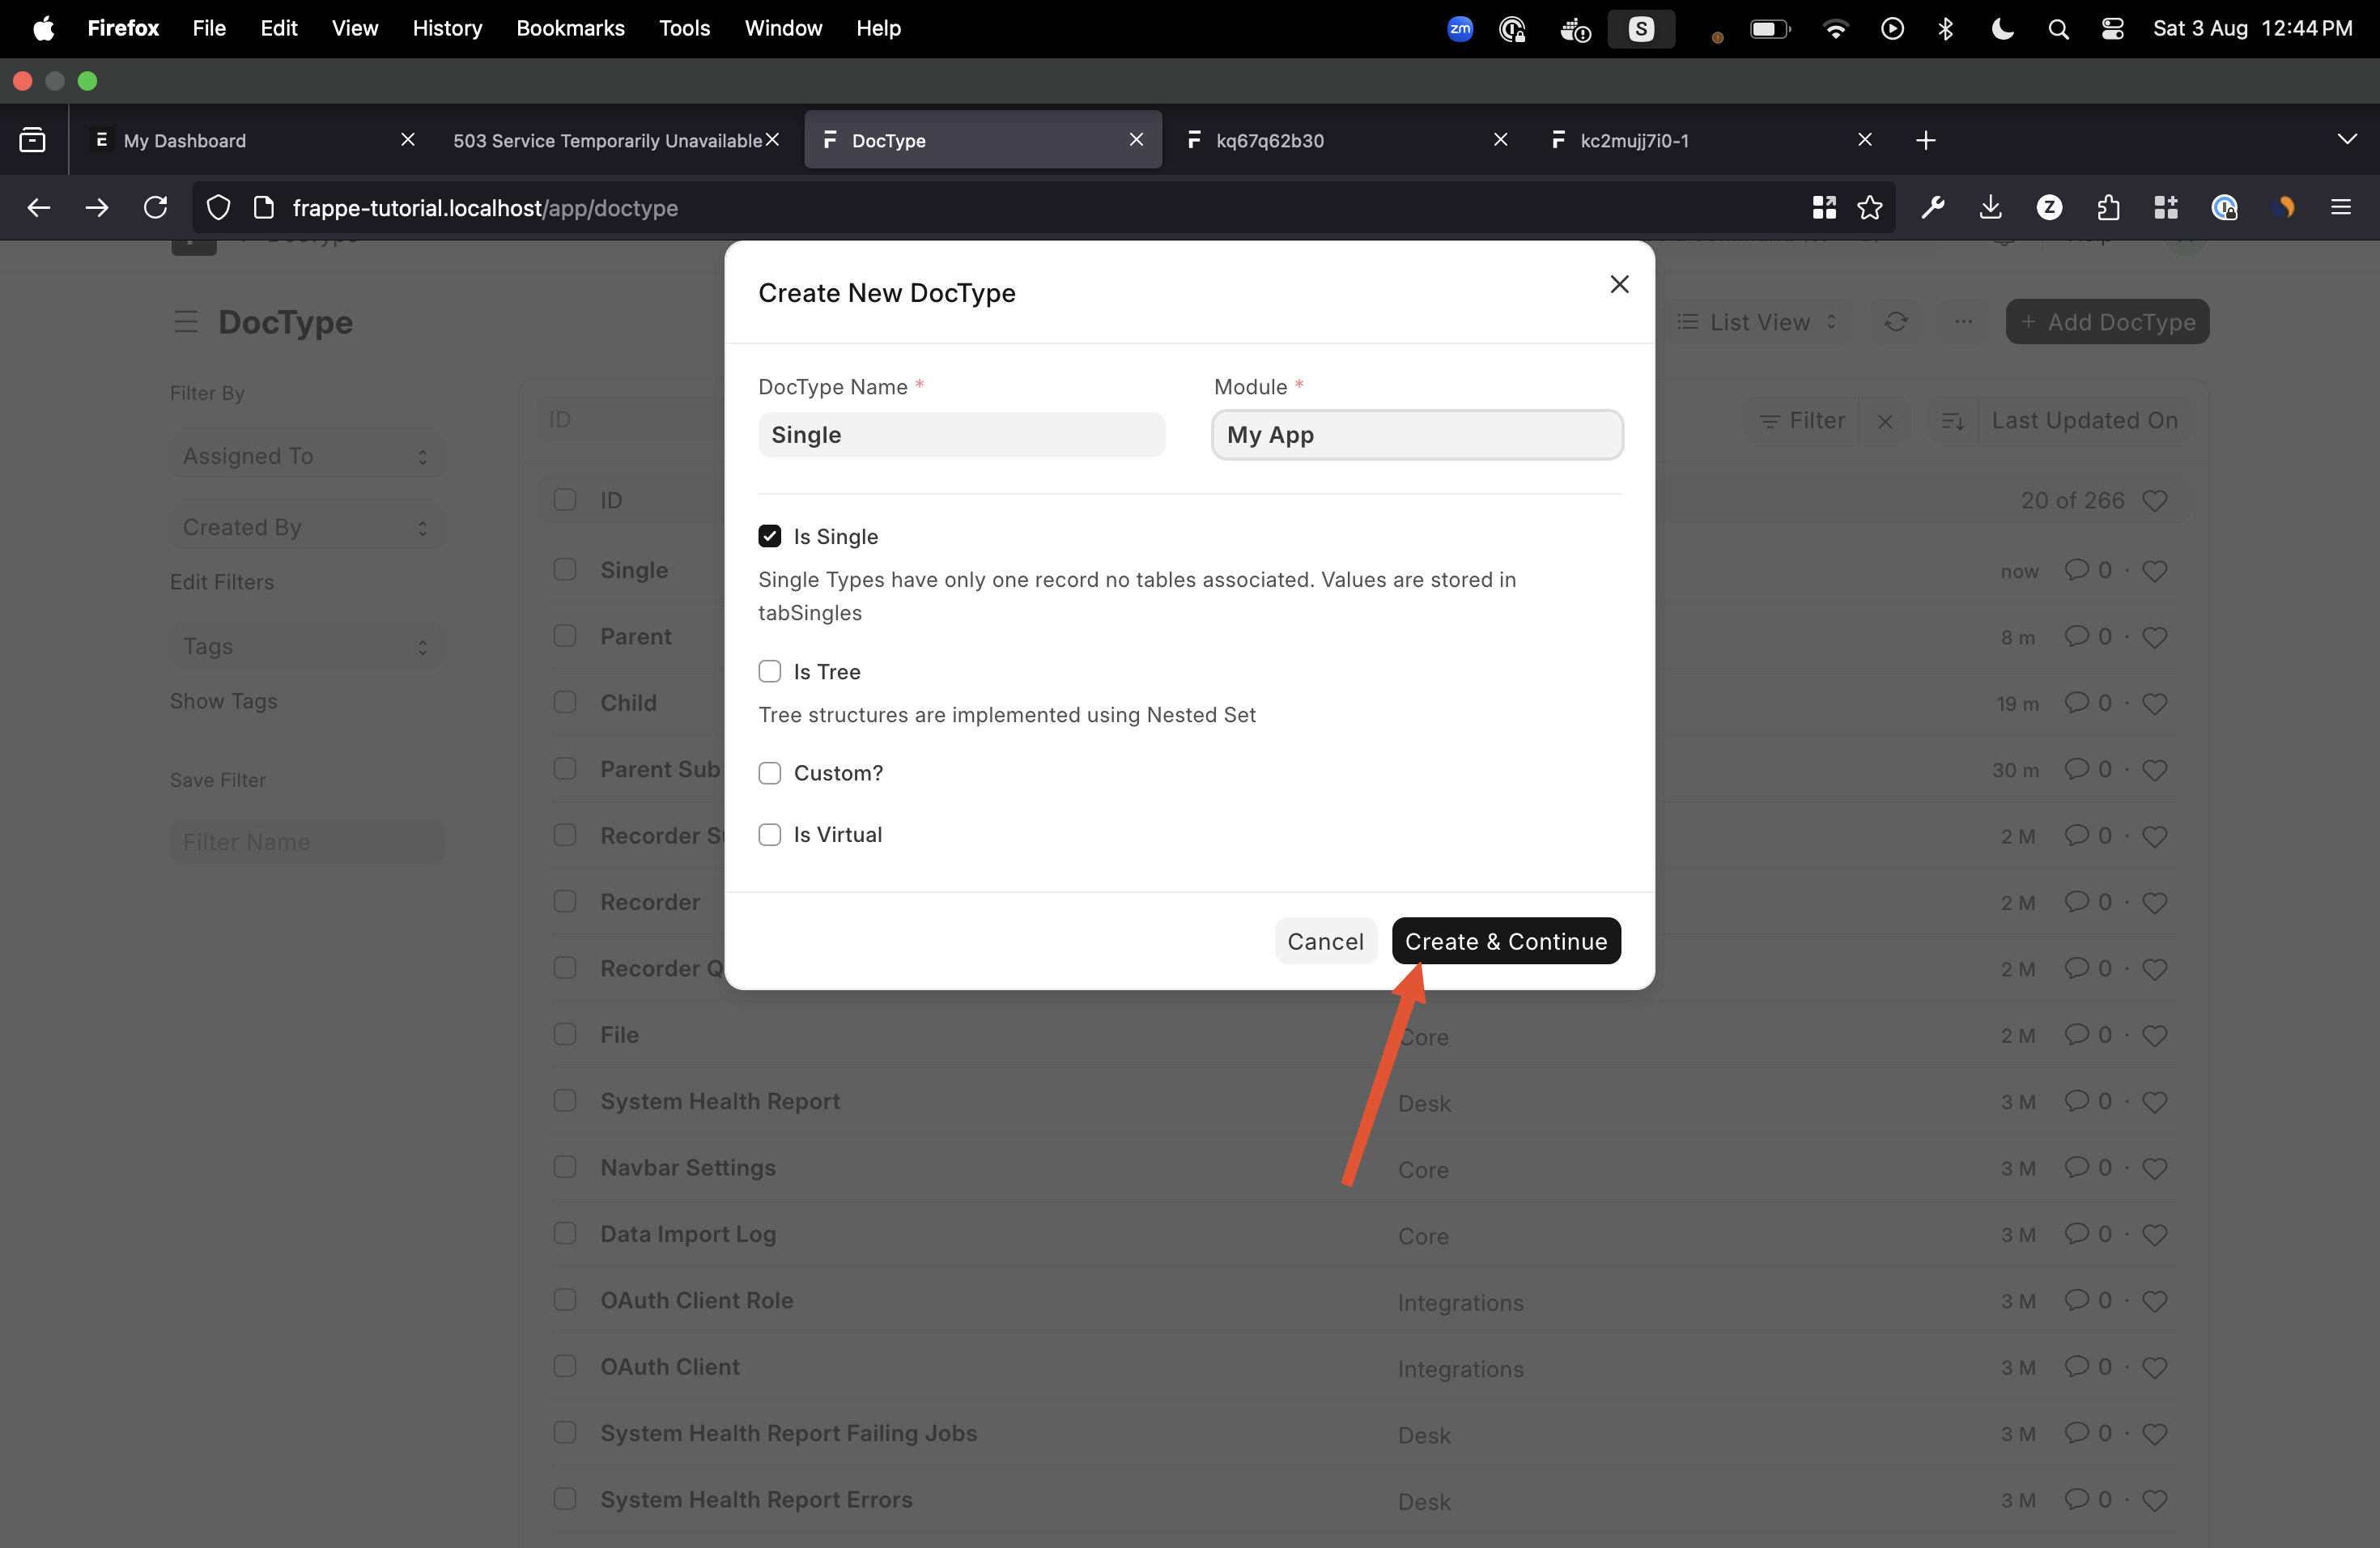 Firefox File Edit View History Bookmarks Tools Window Help zm S Sat 3 Aug 12:44 PM
E My Dashboard 503 Service Temporarily Unavailable DocType kq67q62b30 kc2mujj7i0-1
frappe-tutorial.localhost/app/doctype Z
Create New DocType
DocType List View Add DocType
DocType Name * Module *
Filter By
Single My App
ID Filter Last Updated On
Assigned To
ID 20 of 266
Created By
Is Single
Single Types have only one record no tables associated. Values are stored in
tabSingles
Edit Filters
Single now 0
Parent 8 m 0
Tags
Is Tree
Tree structures are implemented using Nested Set
Show Tags
Child 19 m 0
Save Filter
Parent Sub 30 m 0
Custom?
Filter Name
Recorder 2 M 0
Is Virtual
Recorder 2 M 0
Cancel Create & Continue
Recorder Q 2 M 0
File Core 2 M 0
System Health Report Desk 3 M 0
Navbar Settings Core 3 M 0
Data Import Log Core 3 M 0
OAuth Client Role Integrations 3 M 0
OAuth Client Integrations 3 M 0
System Health Report Failing Jobs Desk 3 M 0
System Health Report Errors Desk 3 M 0